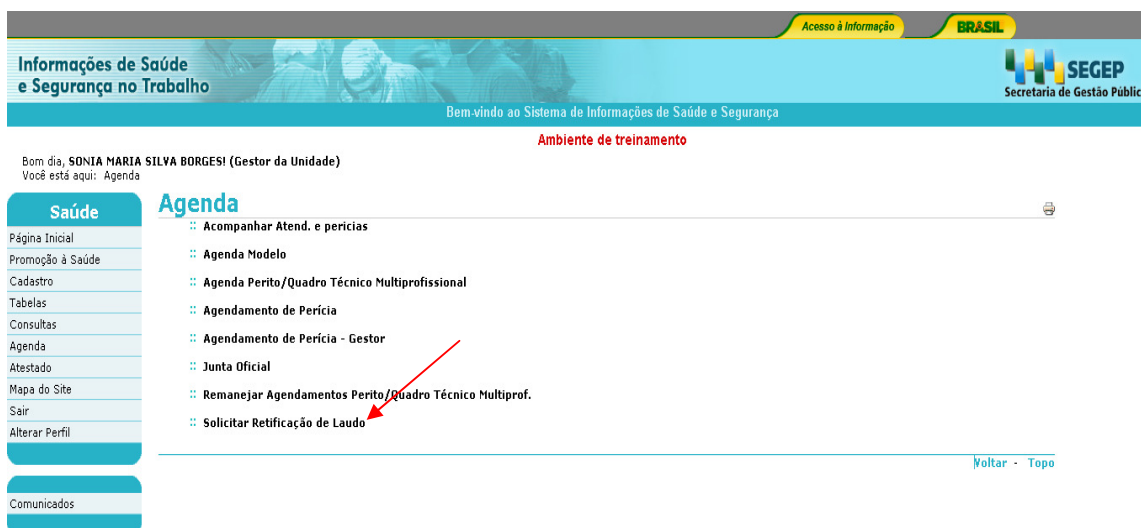 Acesso à Informação
BRASIL
Informações de Saúde
e Segurança no Trabalho
SEGEP
Secretaria de Gestão Públic
Bem-vindo ao Sistema de Informações de Saúde e Segurança
Ambiente de treinamento
Bom dia, SONIA MARIA SILVA BORGES! (Gestor da Unidade)
Você está aqui: Agenda
Saúde
Página Inicial
Promoção à Saúde
Cadastro
Tabelas
Consultas
Agenda
Atestado
Mapa do Site
Sair
Alterar Perfil
Comunicados
Agenda
:: Acompanhar Atend. e pericias
:: Agenda Modelo
:: Agenda Perito/Quadro Técnico Multiprofissional
:: Agendamento de Perícia
:: Agendamento de Perícia - Gestor
:: Junta Oficial
:: Remanejar Agendamentos Perito/Quadro Técnico Multiprof.
:: Solicitar Retificação de Laudo
Voltar - Topo